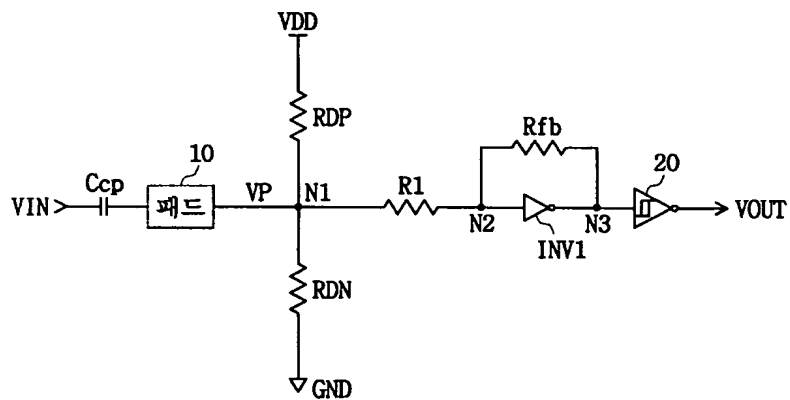 VDD
RDP
10
Rfb
20
Ccp
VIN
패드
VP
N1
R1
N2
N3
VOUT
INV1
RDN
GND